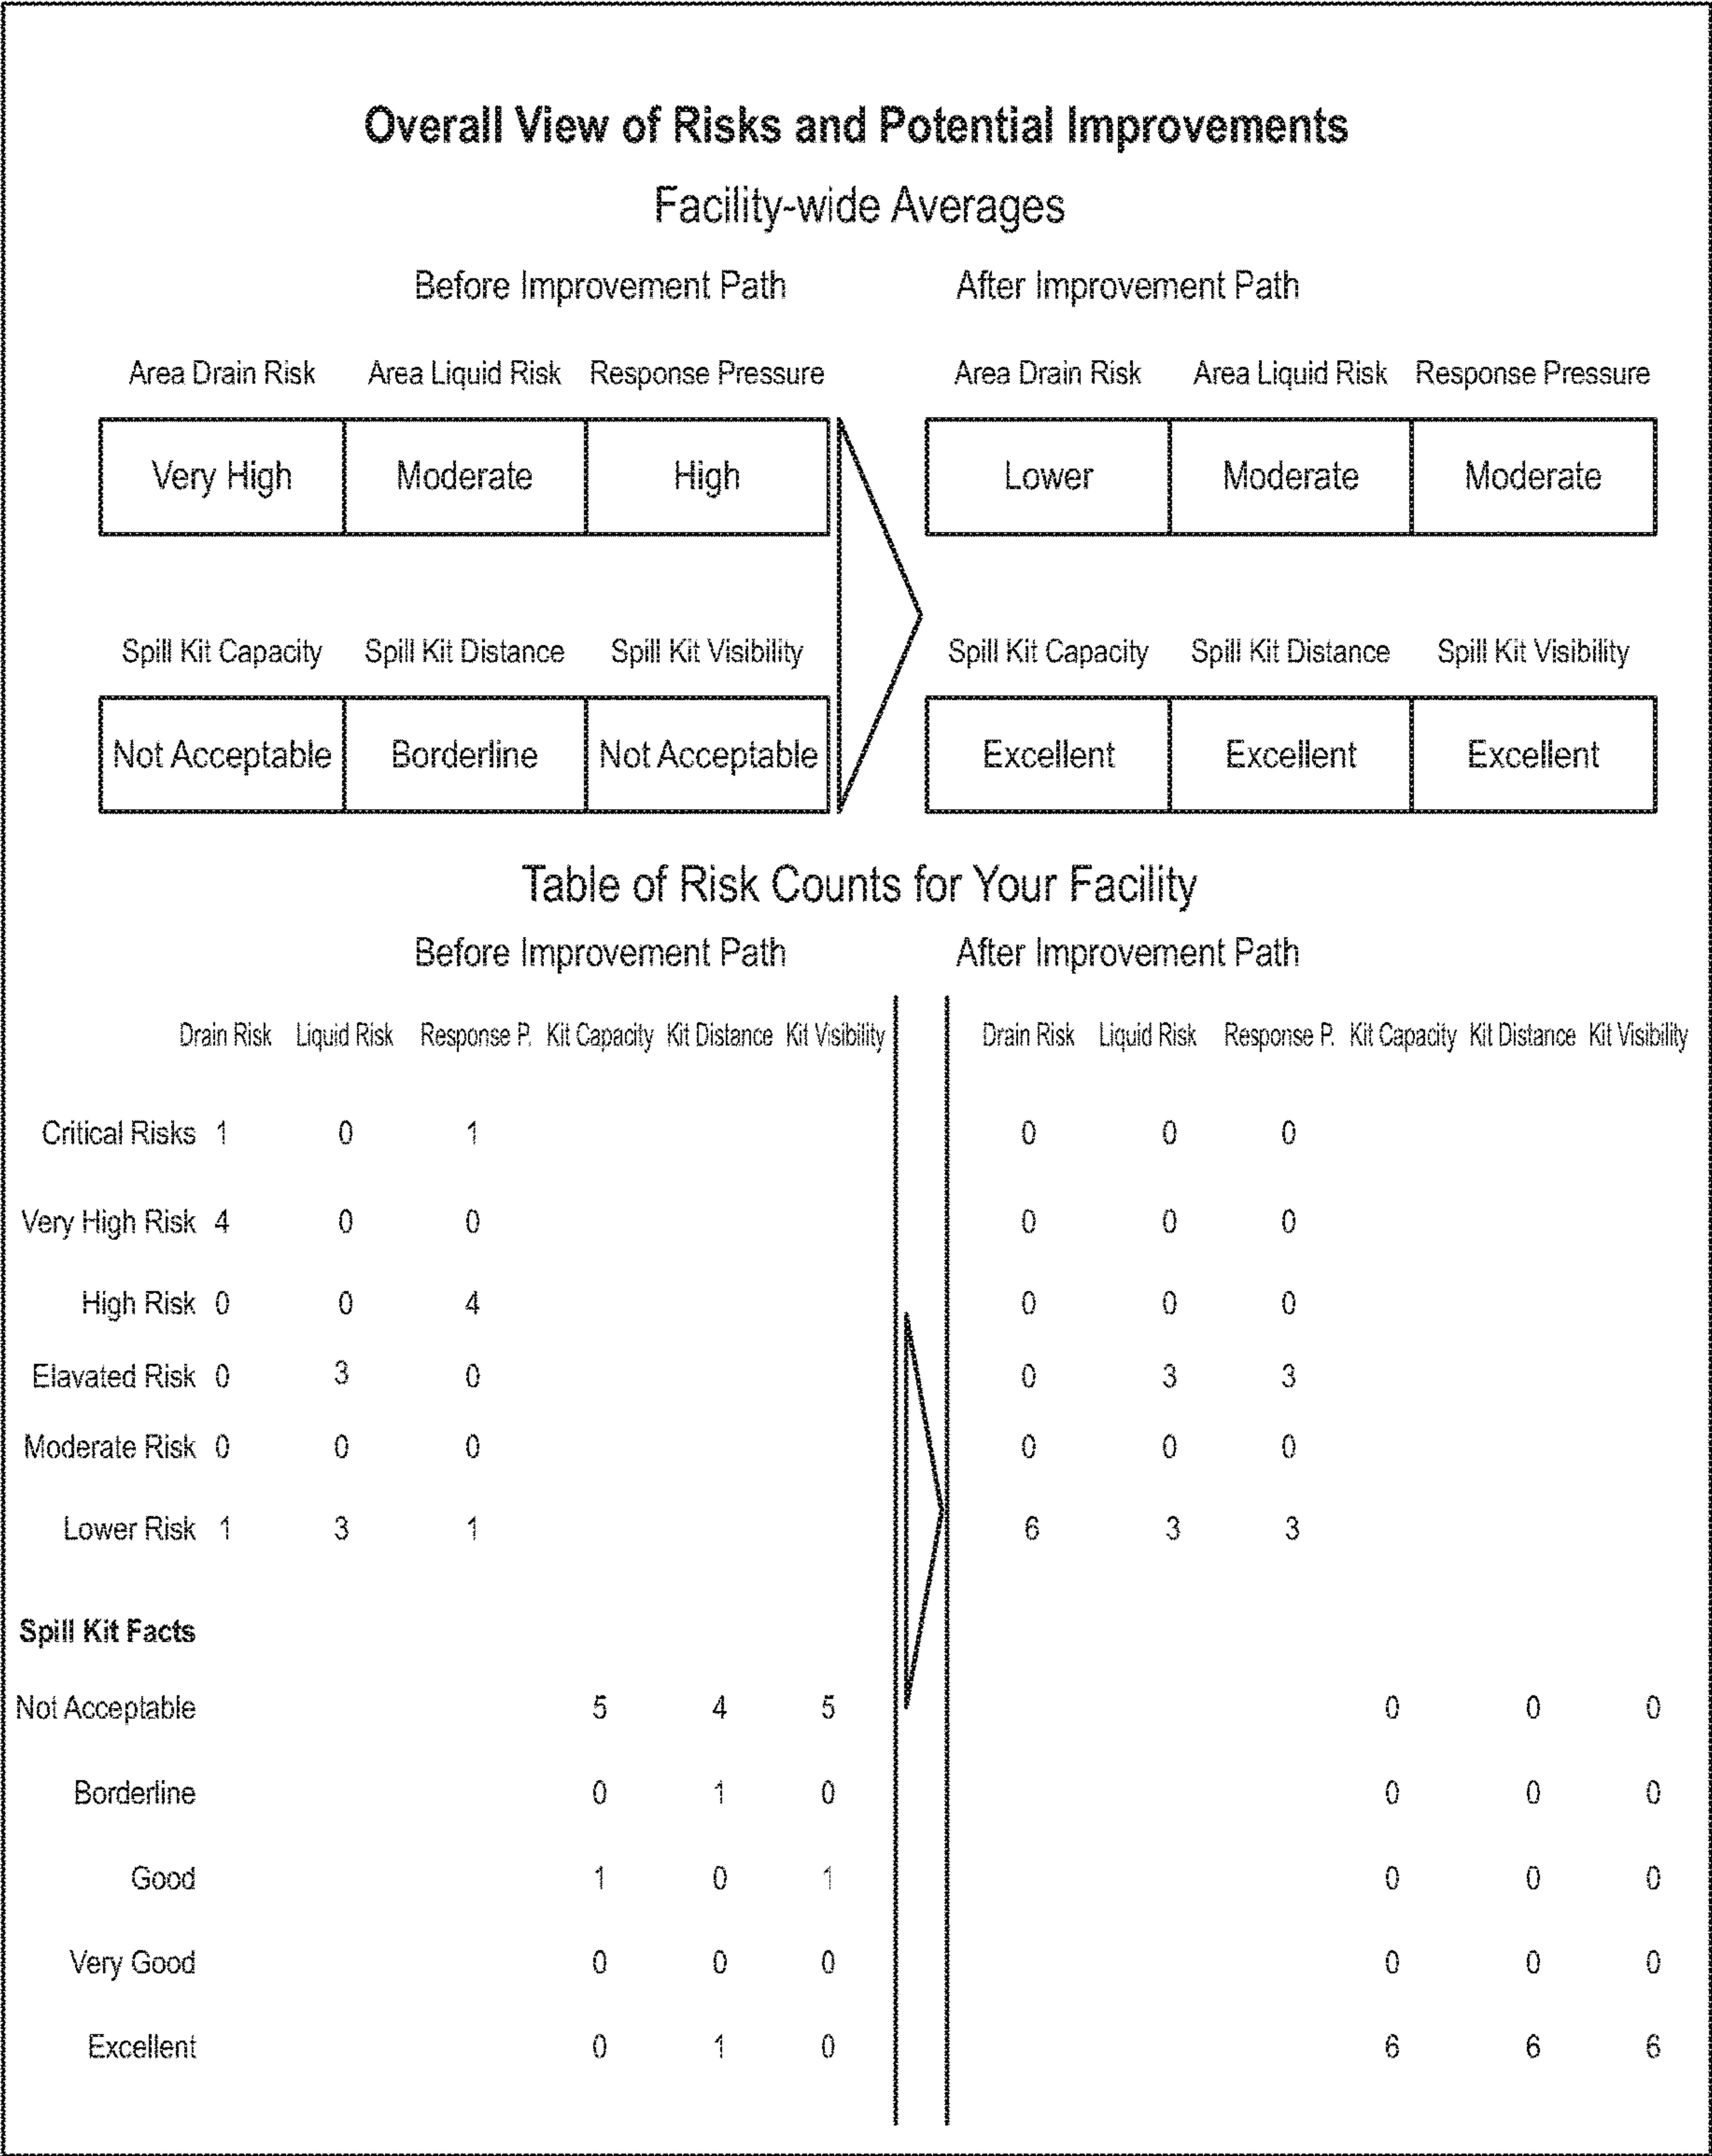 Overall View of Risks and Potential Improvements
Facility-wide Averages
Before Improvement Path After Improvement Path
Area Drain Risk Area Liquid Risk Response Pressure Area Drain Risk Area Liquid Risk Response Pressure
Very High Moderate High Lower Moderate Moderate
Spill Kit Capacity Spill Kit Distance Spill Kit Visibility Spill Kit Capacity Spill Kit Distance Spill Kit Visibility
Not Acceptable Borderline Not Acceptable Excellent Excellent Excellent
Table of Risk Counts for Your Facility
Before Improvement Path After Improvement Path
Drain Risk Liquid Risk Response P. Kit Capacity Kit Distance Kit Visibility Drain Risk Liquid Risk Response P. Kit Capacity Kit Distance Kit Visibility
Critical Risks 1 0 1 0 0 0
Very High Risk 4 0 0 0 0 0
High Risk 0 0 4 0 0 0
Elavated Risk 0 3 0 0 3 3
Moderate Risk 0 0 0 0 0 0
Lower Risk 1 3 1 6 3 3
Spill Kit Facts
Not Acceptable 5 4 5 0 0 0
Borderline 0 1 0 0 0 0
Good 1 0 1 0 0 0
Very Good 0 0 0 0 0 0
Excellent 0 1 0 6 6 6